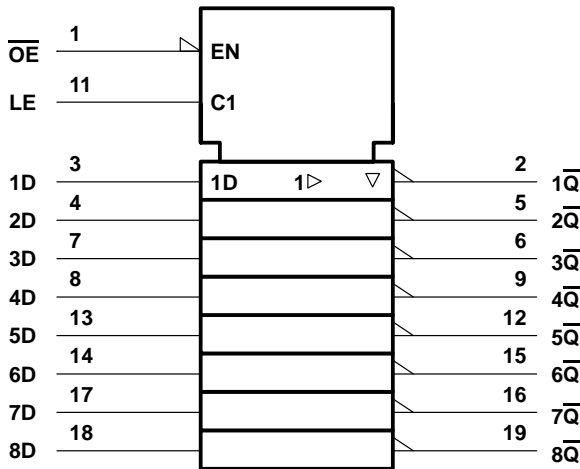 O̅E̅ 1 EN
LE 11 C1
1D 3 1D 1▷ ▽ 2 1Q̅
2D 4 5 2Q̅
3D 7 6 3Q̅
4D 8 9 4Q̅
5D 13 12 5Q̅
6D 14 15 6Q̅
7D 17 16 7Q̅
8D 18 19 8Q̅